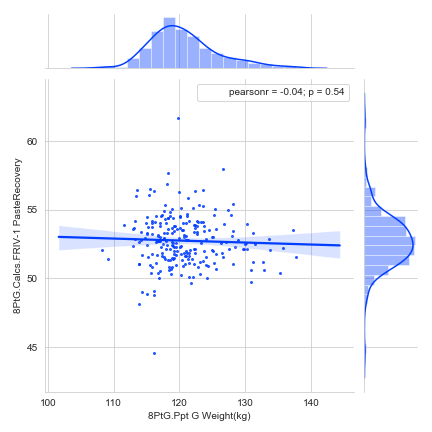 pearsonr = -0.04; p = 0.54
60
55
50
45
8PtG.Calcs.FRIV-1 PasteRecovery
100 110 120 130 140
8PtG.Ppt G Weight(kg)